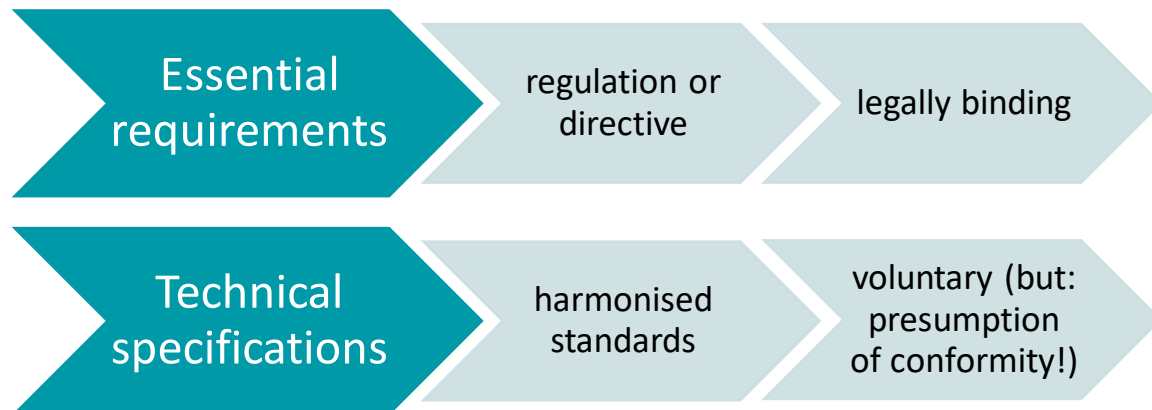 Essential
requirements
regulation or
directive
legally binding
Technical
specifications
harmonised
standards
voluntary (but:
presumption
of conformity!)